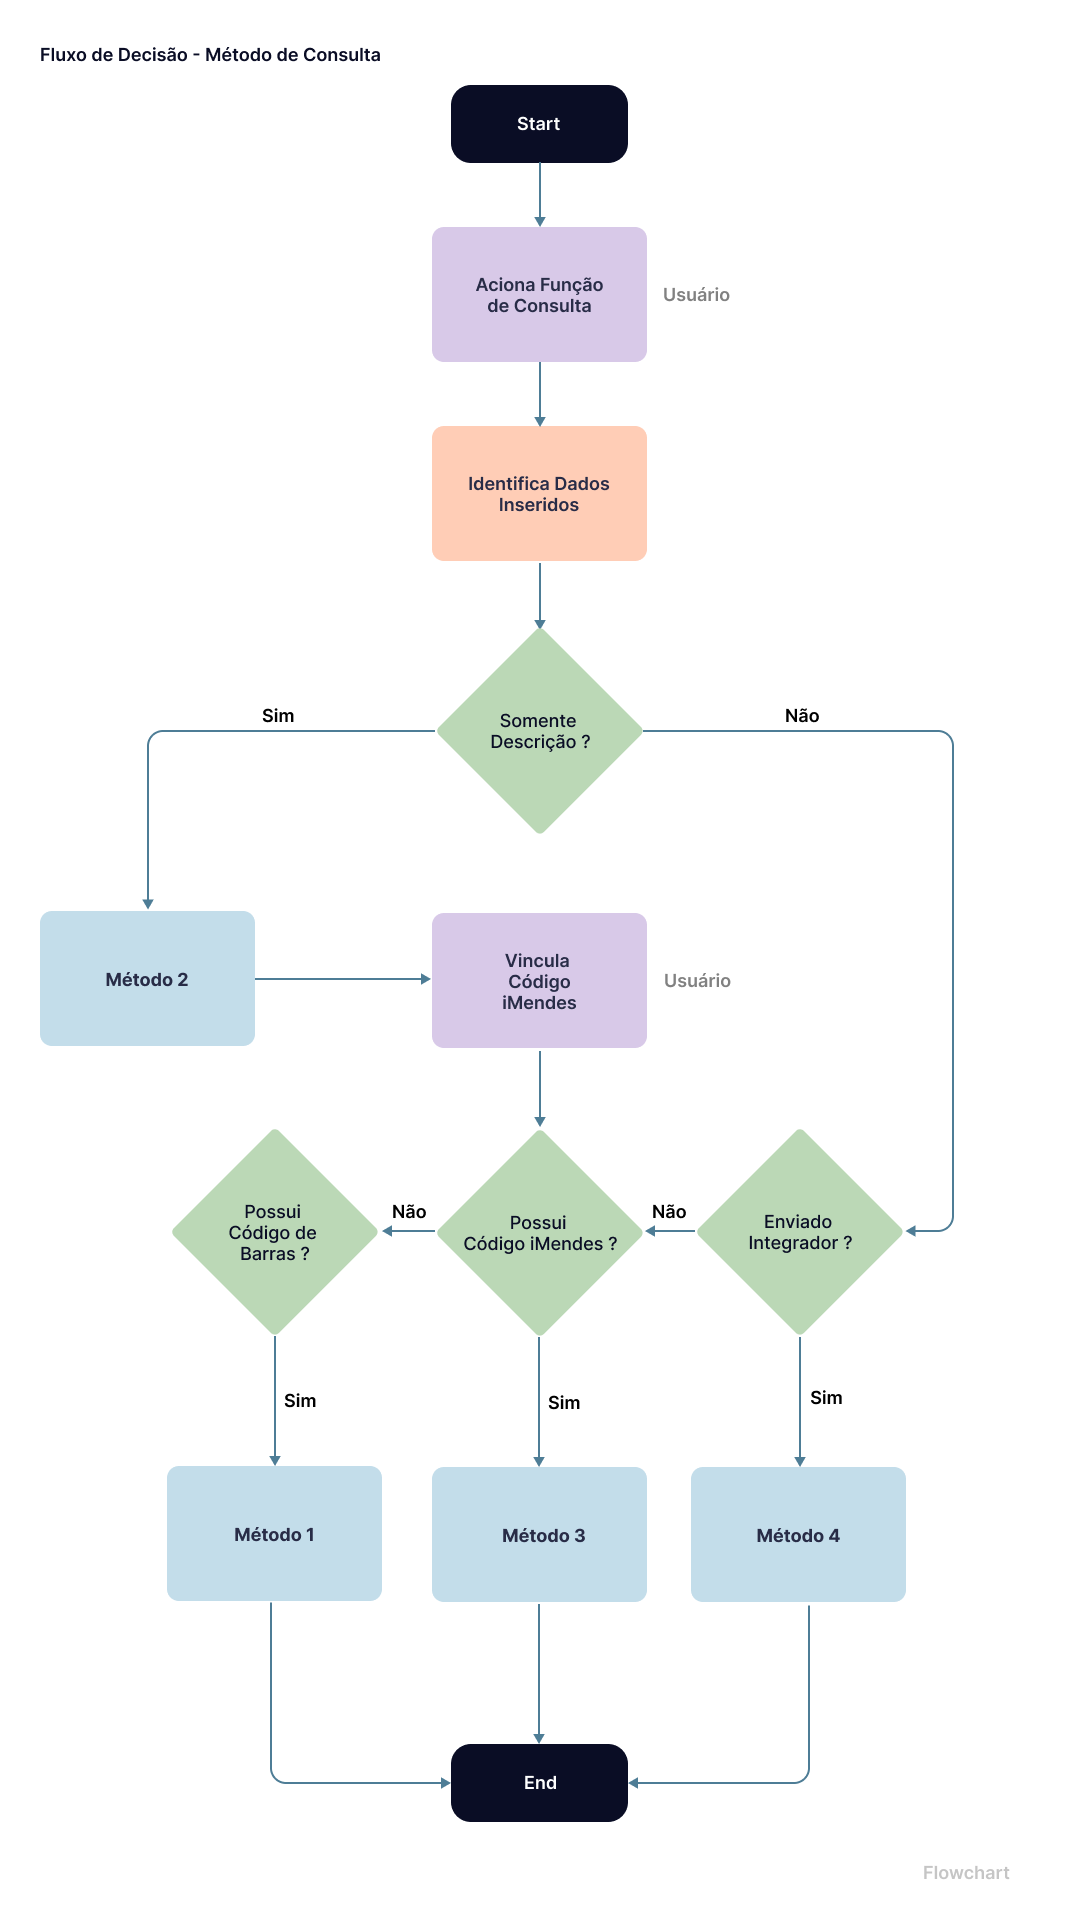 Fluxo de Decisão - Método de Consulta
Start
Aciona Função
de Consulta
Usuário
Identifica Dados
Inseridos
Somente
Descrição ?
Sim
Não
Método 2
Vincula
Código
iMendes
Usuário
Possui
Código de
Barras ?
Não
Possui
Código iMendes ?
Não
Enviado
Integrador ?
Sim
Sim
Sim
Método 1
Método 3
Método 4
End
Flowchart